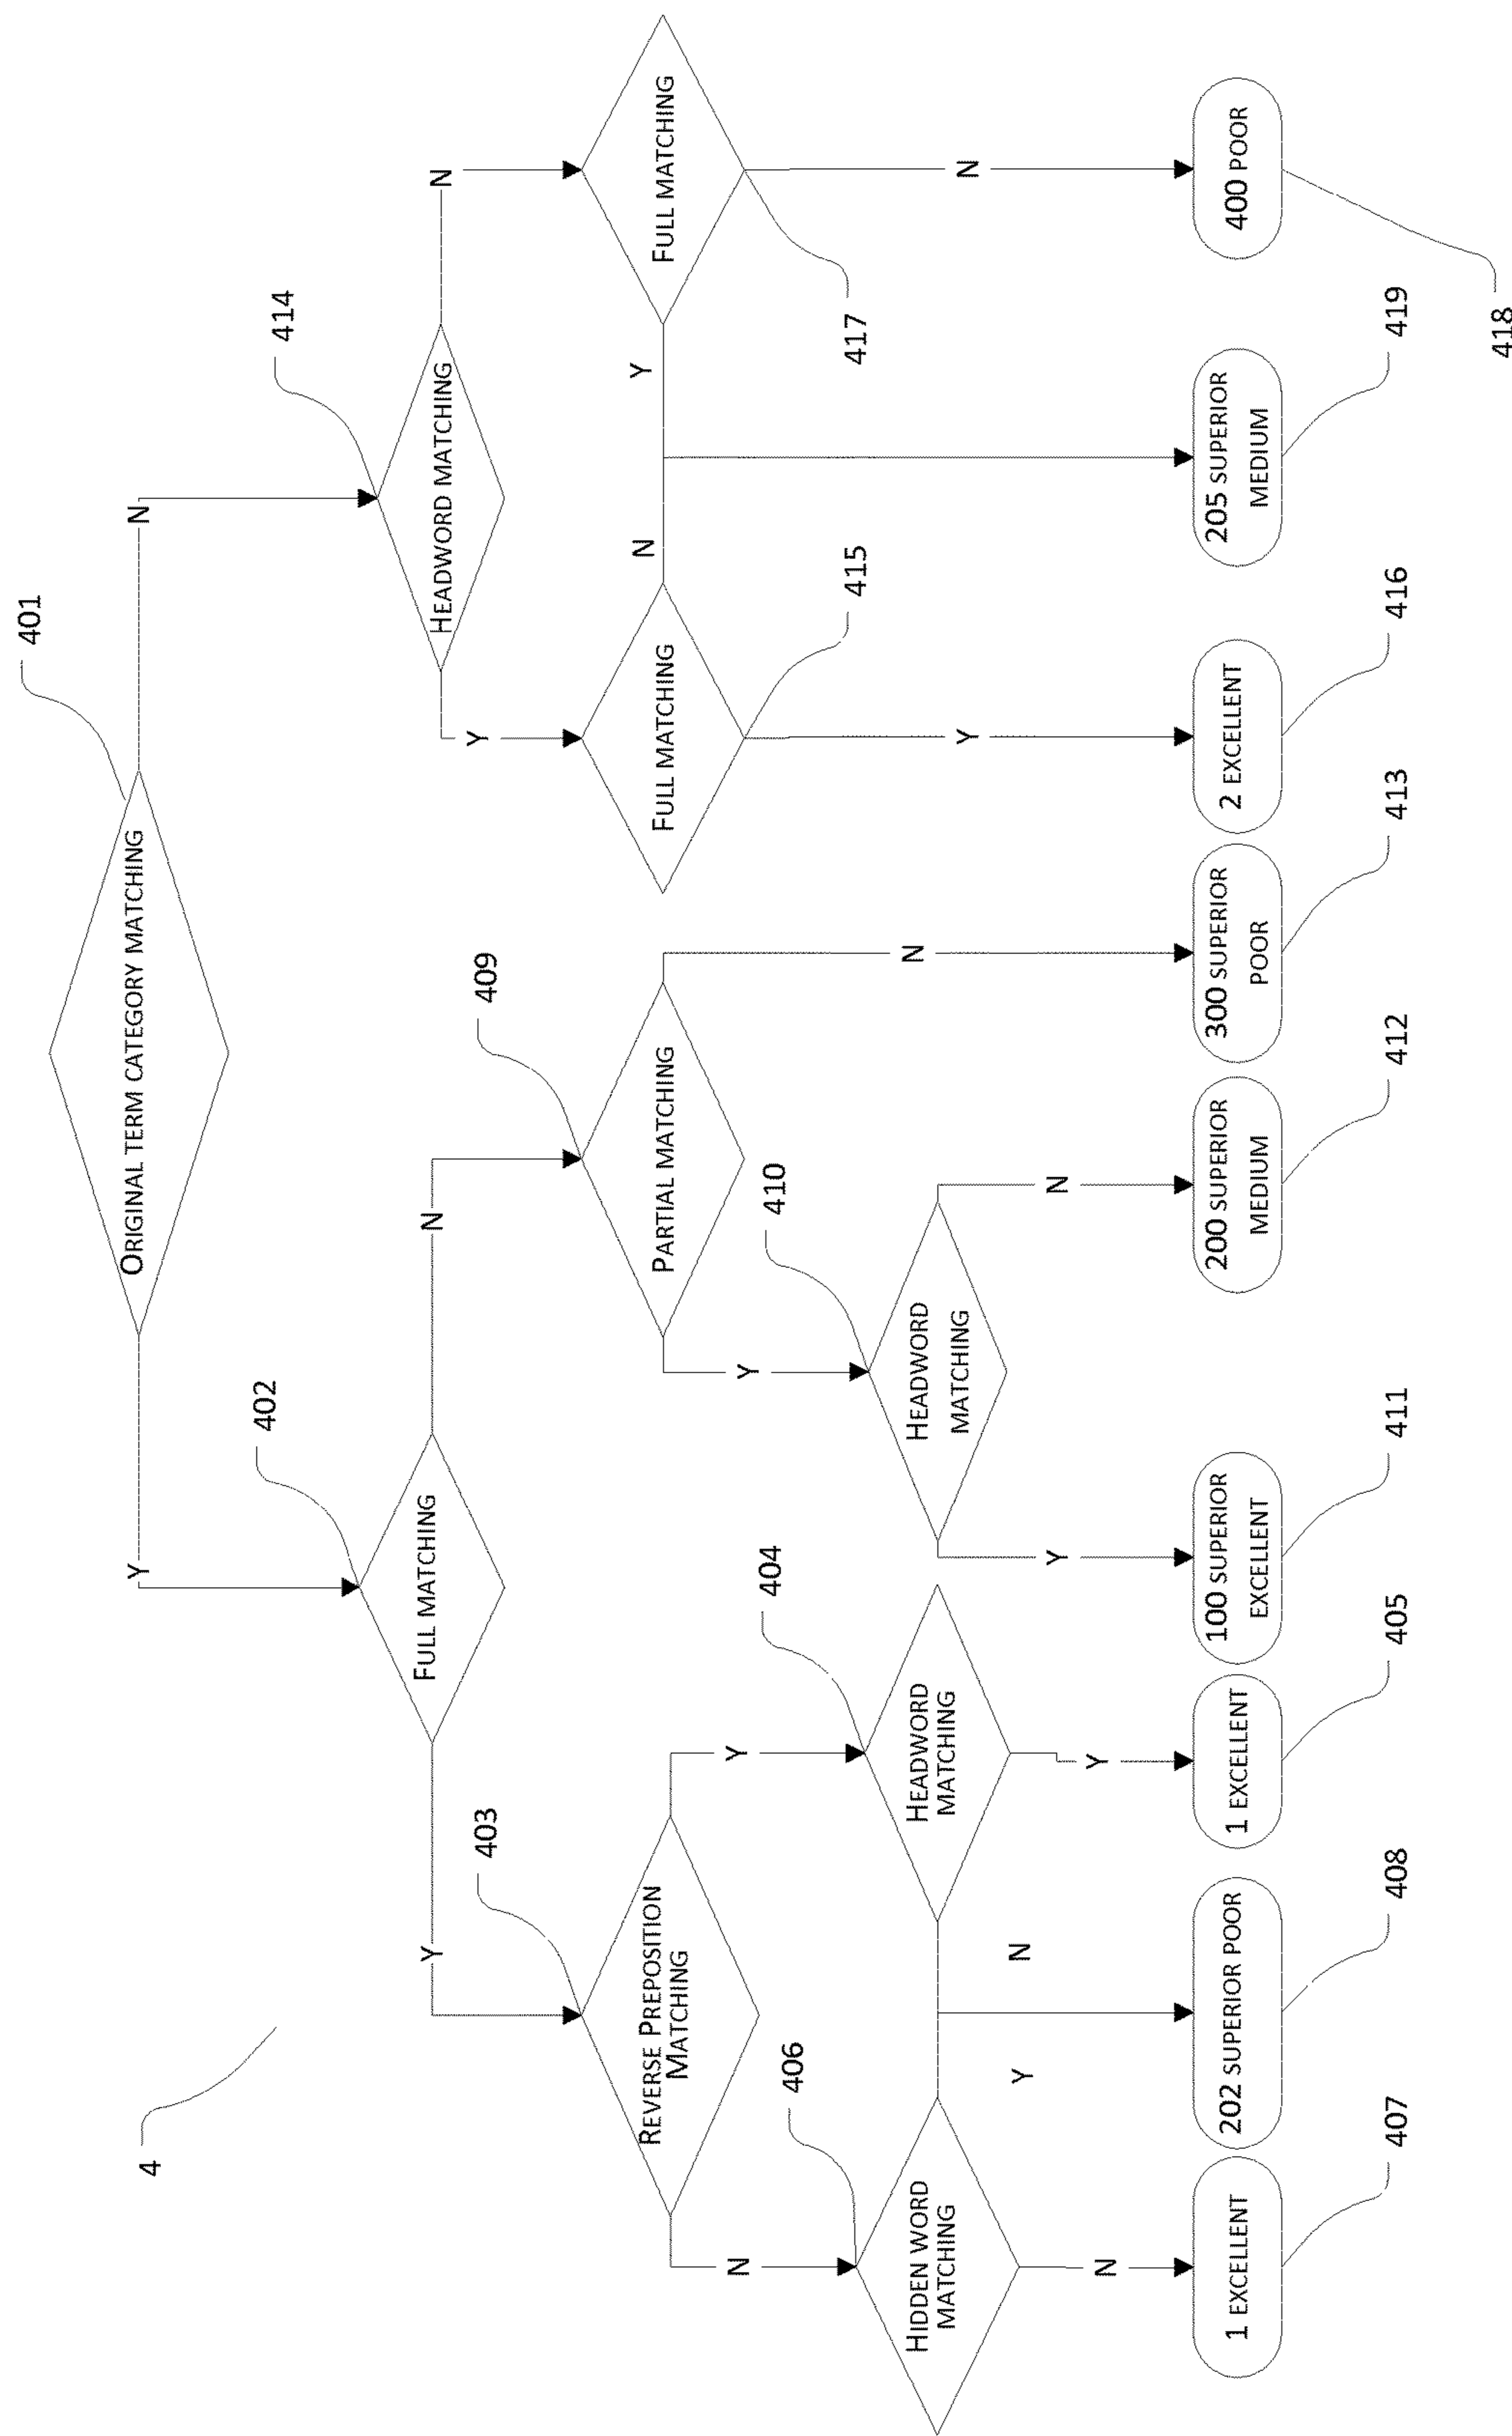 4
401
ORIGINAL TERM CATEGORY MATCHING
Y
N
402
FULL MATCHING
414
HEADWORD MATCHING
Y
N
Y
N
403
REVERSE PREPOSITION
MATCHING
409
PARTIAL MATCHING
FULL MATCHING
415
N
Y
FULL MATCHING
417
N
Y
Y
406
HIDDEN WORD
MATCHING
404
HEADWORD
MATCHING
410
HEADWORD
MATCHING
N
Y
N
Y
Y
N
N
Y
N
1 EXCELLENT
407
202 SUPERIOR POOR
408
1 EXCELLENT
405
100 SUPERIOR
EXCELLENT
411
200 SUPERIOR
MEDIUM
412
300 SUPERIOR
POOR
413
2 EXCELLENT
416
205 SUPERIOR
MEDIUM
419
400 POOR
418